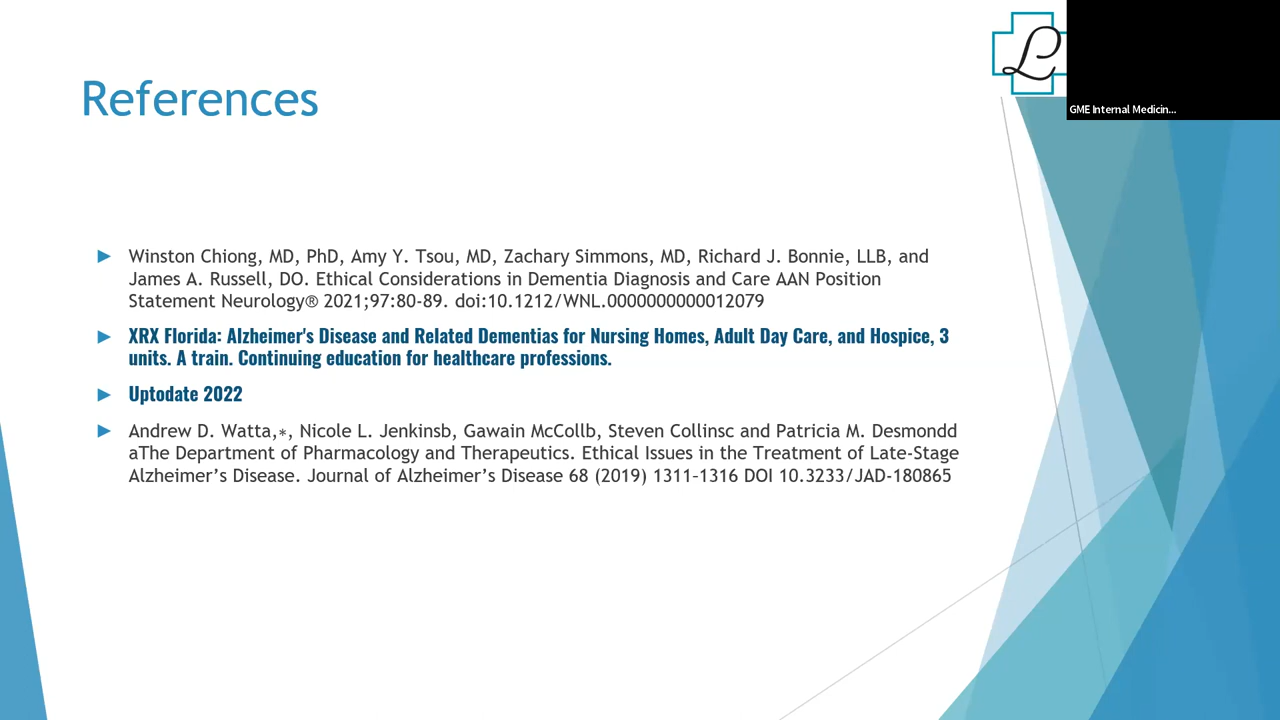 GME Internal Medicin...
References
Winston Chiong, MD, PhD, Amy Y. Tsou, MD, Zachary Simmons, MD, Richard J. Bonnie, LLB, and
James A. Russell, DO. Ethical Considerations in Dementia Diagnosis and Care AAN Position
Statement Neurology® 2021;97:80-89. doi:10.1212/WNL.0000000000012079
XRX Florida: Alzheimer's Disease and Related Dementias for Nursing Homes, Adult Day Care, and Hospice, 3
units. A train. Continuing education for healthcare professions.
Uptodate 2022
Andrew D. Watta,∗, Nicole L. Jenkinsb, Gawain McCollb, Steven Collinsc and Patricia M. Desmondd
aThe Department of Pharmacology and Therapeutics. Ethical Issues in the Treatment of Late-Stage
Alzheimer’s Disease. Journal of Alzheimer’s Disease 68 (2019) 1311–1316 DOI 10.3233/JAD-180865
L